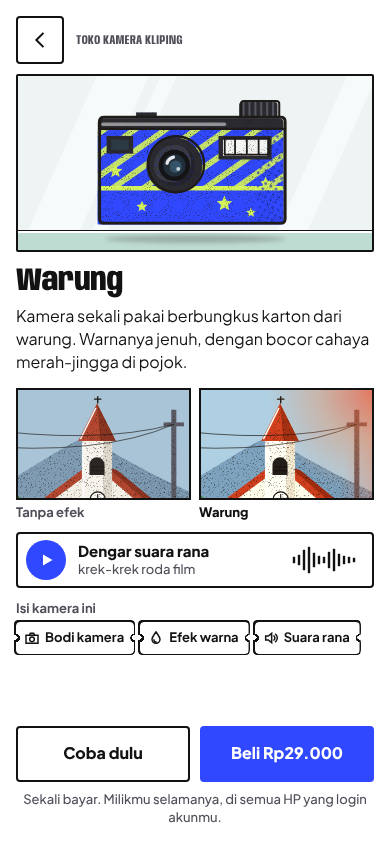 TOKO KAMERA KLIPING
Warung
Kamera sekali pakai berbungkus karton dari
warung. Warnanya jenuh, dengan bocor cahaya
merah-jingga di pojok.
Tanpa efek
Warung
Dengar suara rana
krek-krek roda film
Isi kamera ini
Bodi kamera
Efek warna
Suara rana
Coba dulu
Beli Rp29.000
Sekali bayar. Milikmu selamanya, di semua HP yang login
akunmu.